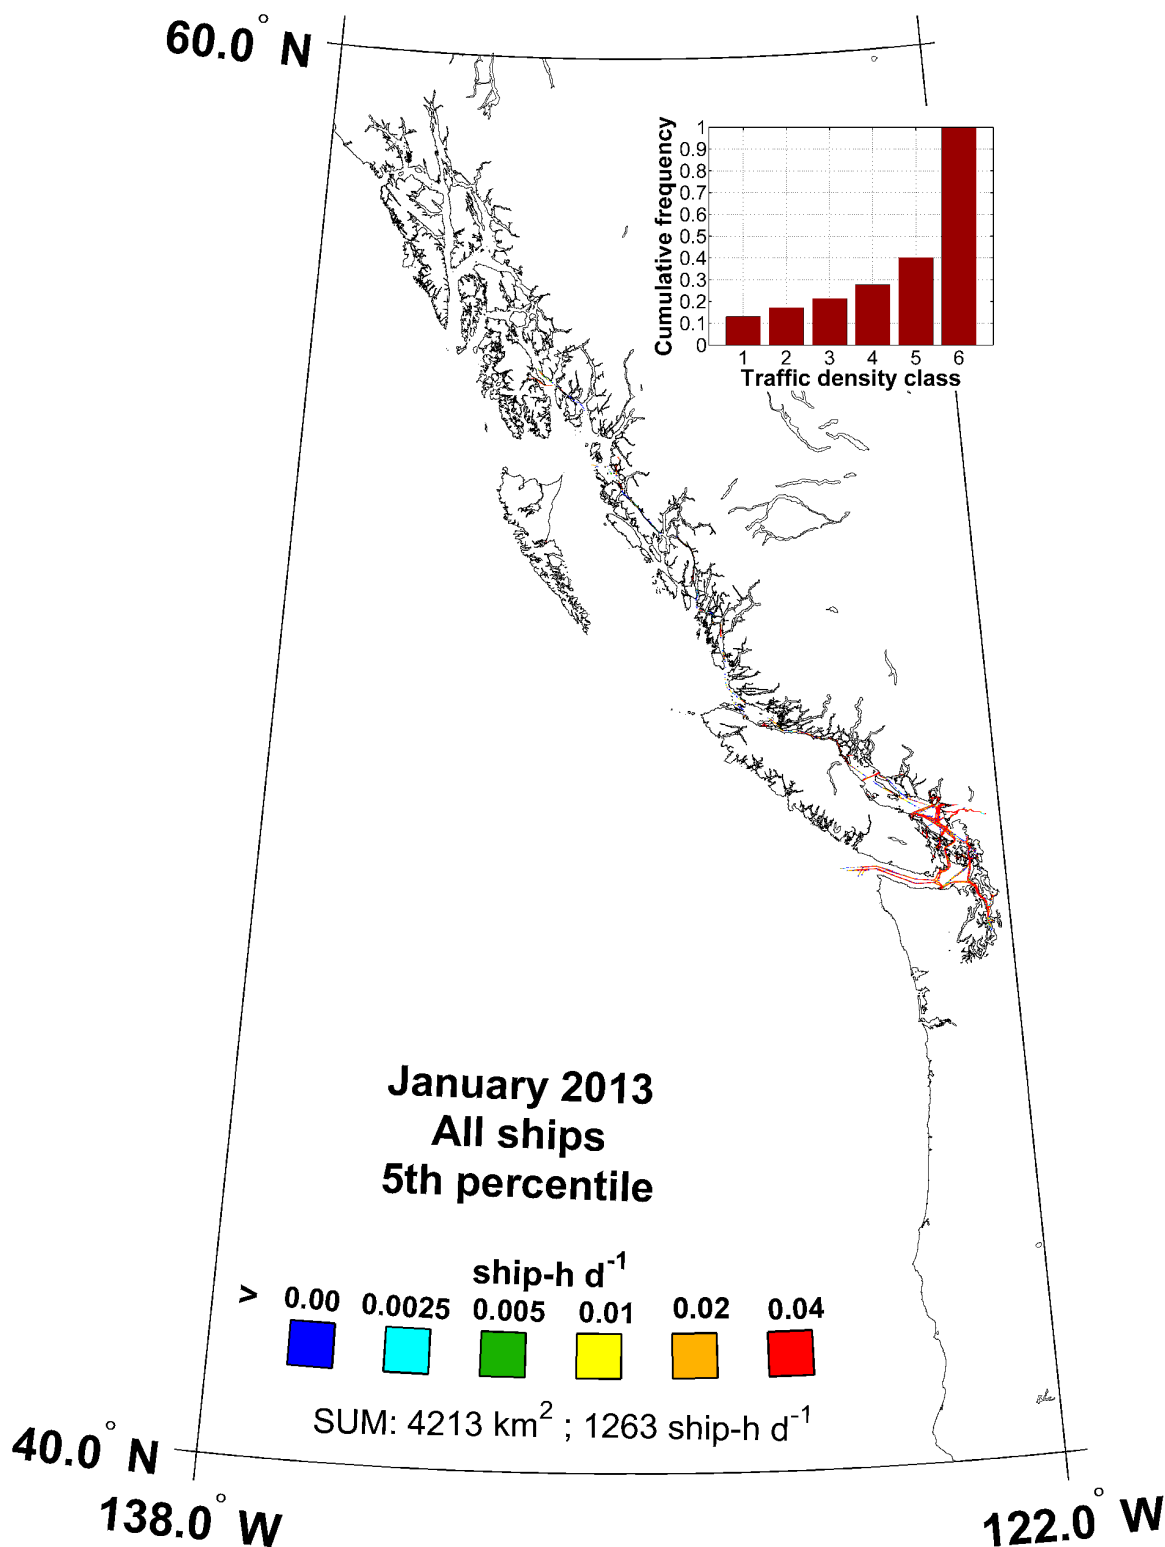 60.0° N
Cumulative frequency
1
0.9
0.8
0.7
0.6
0.5
0.4
0.3
0.2
0.1
0
1 2 3 4 5 6
Traffic density class
January 2013
All ships
5th percentile
ship-h d⁻¹
> 0.00 0.0025 0.005 0.01 0.02 0.04
SUM: 4213 km² ; 1263 ship-h d⁻¹
40.0° N
138.0° W
122.0° W